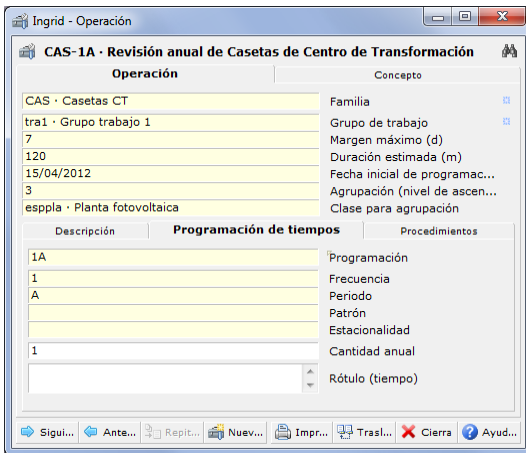 Ingrid - Operación
CAS-1A · Revisión anual de Casetas de Centro de Transformación
Operación Concepto
CAS · Casetas CT Familia
tra1 · Grupo trabajo 1 Grupo de trabajo
7 Margen máximo (d)
120 Duración estimada (m)
15/04/2012 Fecha inicial de programac...
3 Agrupación (nivel de ascen...
esppla · Planta fotovoltaica Clase para agrupación
Descripción Programación de tiempos Procedimientos
1A Programación
1 Frecuencia
A Periodo
Patrón
Estacionalidad
1 Cantidad anual
Rótulo (tiempo)
Sigui... Ante... Repit... Nuev... Impr... Trasl... Cierra Ayud...